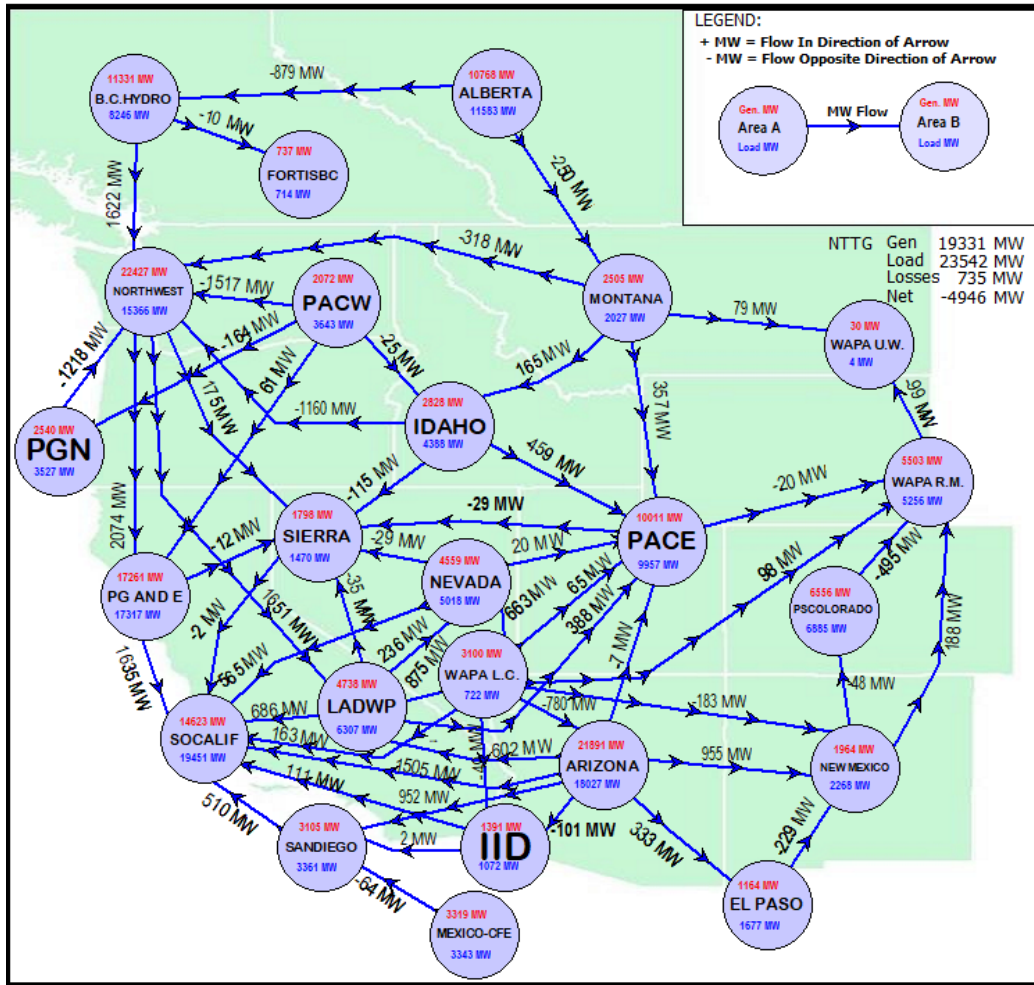 LEGEND:
+ MW = Flow In Direction of Arrow
- MW = Flow Opposite Direction of Arrow
Gen. MW
Area A
Load MW
MW Flow
Gen. MW
Area B
Load MW
NTTG Gen 19331 MW
Load 23542 MW
Losses 735 MW
Net -4946 MW
11331 MW
B.C.HYDRO
8246 MW
-879 MW
10768 MW
ALBERTA
11583 MW
-10 MW
737 MW
FORTISBC
714 MW
1622 MW
-250 MW
-318 MW
22427 MW
NORTHWEST
15366 MW
-1517 MW
2072 MW
PACW
3643 MW
2505 MW
MONTANA
2027 MW
79 MW
30 MW
WAPA U.W.
4 MW
-1218 MW
-164 MW
175 MW
61 MW
-25 MW
165 MW
357 MW
-99 MW
-1160 MW
2828 MW
IDAHO
4388 MW
2540 MW
PGN
3527 MW
459 MW
5503 MW
WAPA R.M.
5256 MW
-20 MW
-115 MW
2074 MW
-12 MW
1798 MW
SIERRA
1470 MW
-29 MW
10011 MW
PACE
9957 MW
-29 MW
20 MW
-495 MW
17261 MW
PG AND E
17317 MW
-2 MW
1651 MW
-35 MW
4559 MW
NEVADA
5018 MW
663 MW
65 MW
388 MW
98 MW
6556 MW
PSCOLORADO
6885 MW
188 MW
1635 MW
565 MW
236 MW
875 MW
3100 MW
WAPA L.C.
722 MW
-7 MW
-48 MW
4738 MW
LADWP
6307 MW
-780 MW
-183 MW
14623 MW
SOCALIF
19451 MW
686 MW
163 MW
602 MW
21891 MW
ARIZONA
18027 MW
955 MW
1964 MW
NEW MEXICO
2268 MW
1505 MW
111 MW
952 MW
510 MW
3105 MW
SANDIEGO
3361 MW
2 MW
1391 MW
IID
1072 MW
-101 MW
333 MW
-229 MW
-64 MW
3319 MW
MEXICO-CFE
3343 MW
1164 MW
EL PASO
1677 MW